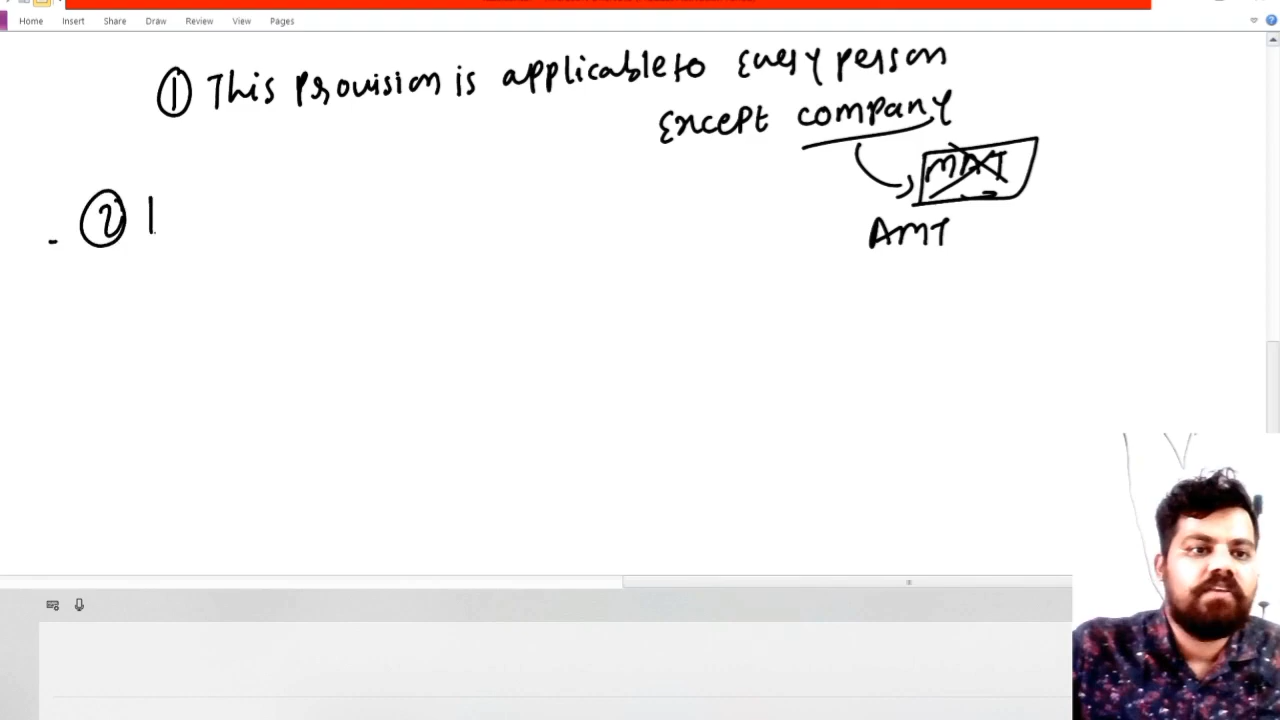 Home Insert Share Draw Review View Pages
① This provision is applicable to Every person
Except company
MAT
AMT
②